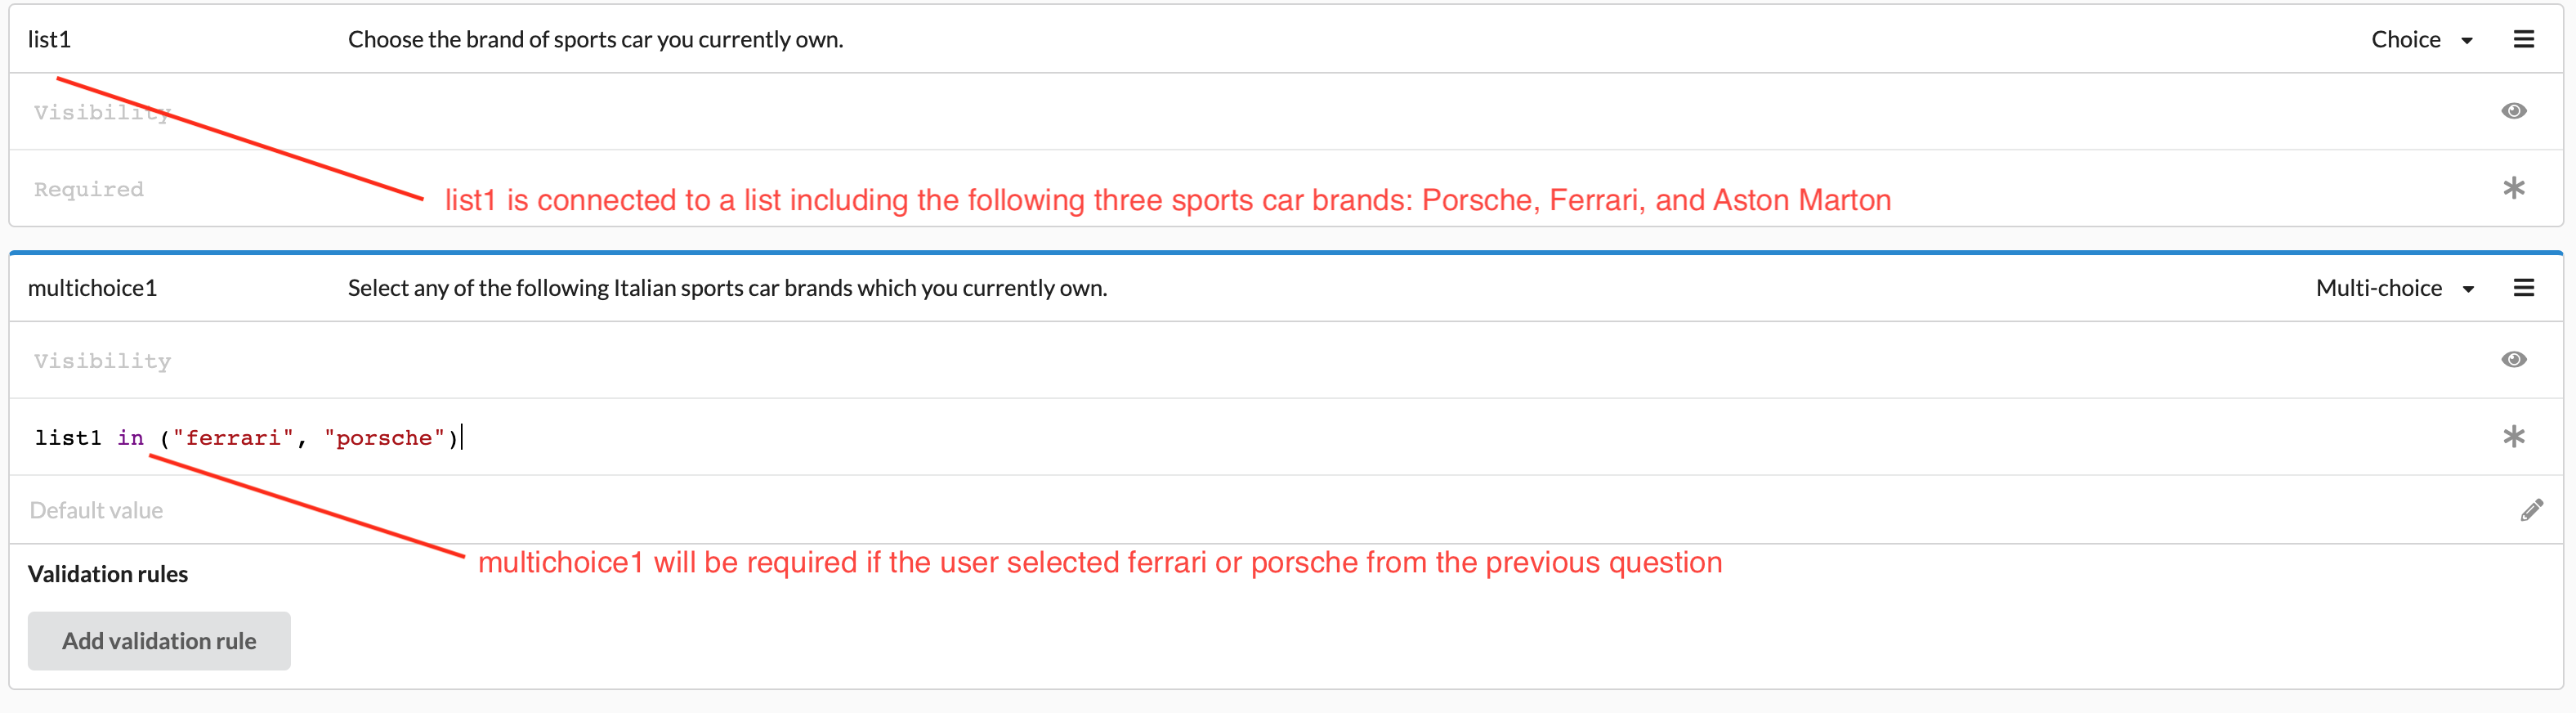 list1 Choose the brand of sports car you currently own. Choice
Visibility
Required
list1 is connected to a list including the following three sports car brands: Porsche, Ferrari, and Aston Marton
multichoice1 Select any of the following Italian sports car brands which you currently own. Multi-choice
Visibility
list1 in ("ferrari", "porsche")
Default value
multichoice1 will be required if the user selected ferrari or porsche from the previous question
Validation rules
Add validation rule